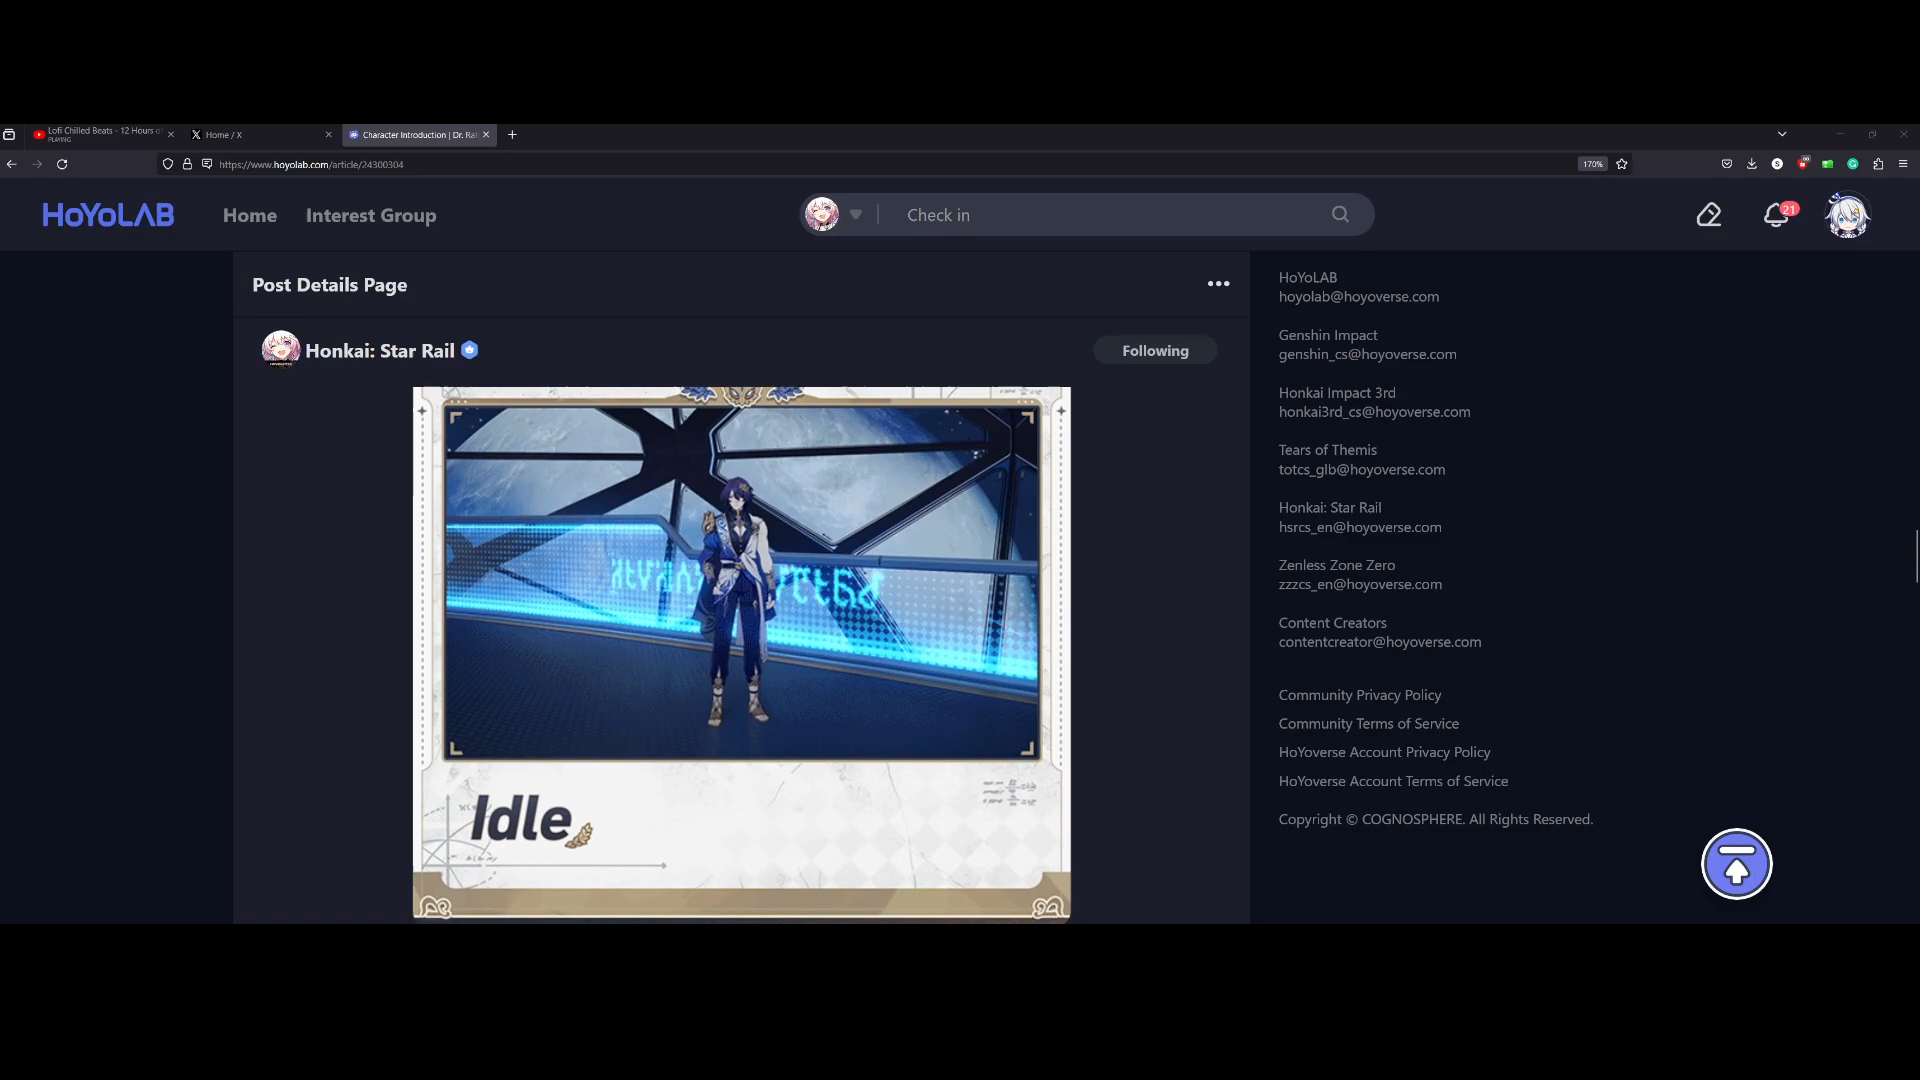 Lofi Chilled Beats - 12 Hours of
PLAYING
Home / X
Character Introduction | Dr. Rati
https://www.hoyolab.com/article/24300304
170%
HoYoLAB
Home
Interest Group
Check in
21
Post Details Page
Honkai: Star Rail
Following
Idle
HoYoLAB
hoyolab@hoyoverse.com
Genshin Impact
genshin_cs@hoyoverse.com
Honkai Impact 3rd
honkai3rd_cs@hoyoverse.com
Tears of Themis
totcs_glb@hoyoverse.com
Honkai: Star Rail
hsrcs_en@hoyoverse.com
Zenless Zone Zero
zzzcs_en@hoyoverse.com
Content Creators
contentcreator@hoyoverse.com
Community Privacy Policy
Community Terms of Service
HoYoverse Account Privacy Policy
HoYoverse Account Terms of Service
Copyright © COGNOSPHERE. All Rights Reserved.